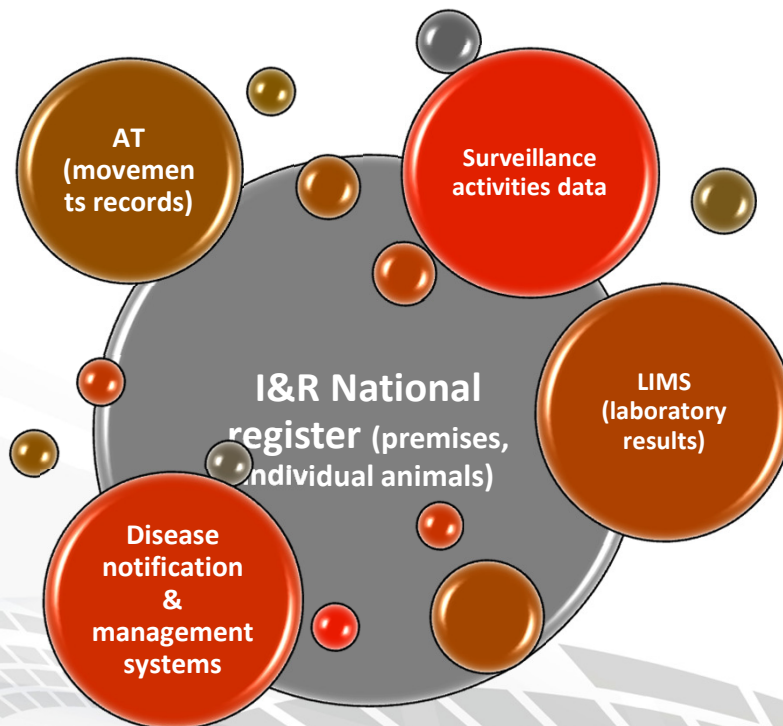 AT
(movemen
ts records)
Surveillance
activities data
I&R National
register (premises,
individual animals)
LIMS
(laboratory
results)
Disease
notification
&
management
systems